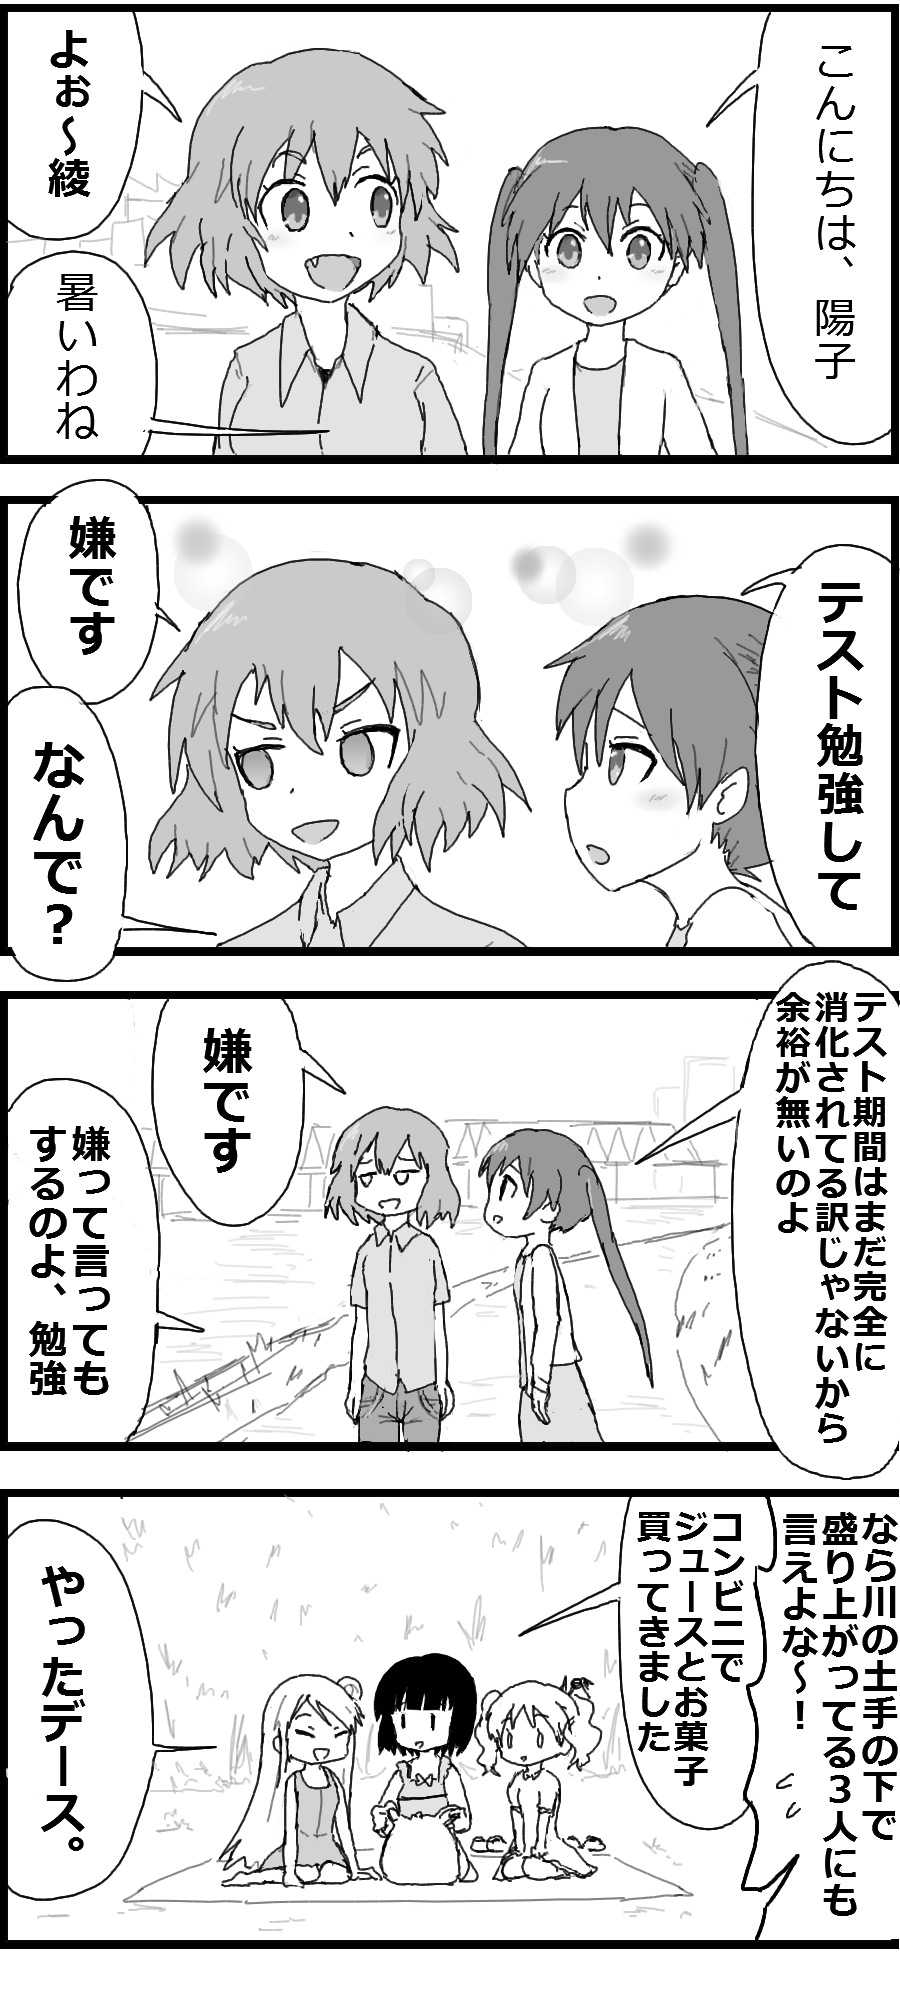 こんにちは、陽子
よぉ～綾
暑いわね
テスト勉強して
嫌です
なんで？
テスト期間はまだ完全に
消化されてる訳じゃないから
余裕が無いのよ
嫌です
嫌って言っても
するのよ、勉強
なら川の土手の下で
盛り上がってる3人にも
言えよな～！
コンビニで
ジュースとお菓子
買ってきました
やったデース。